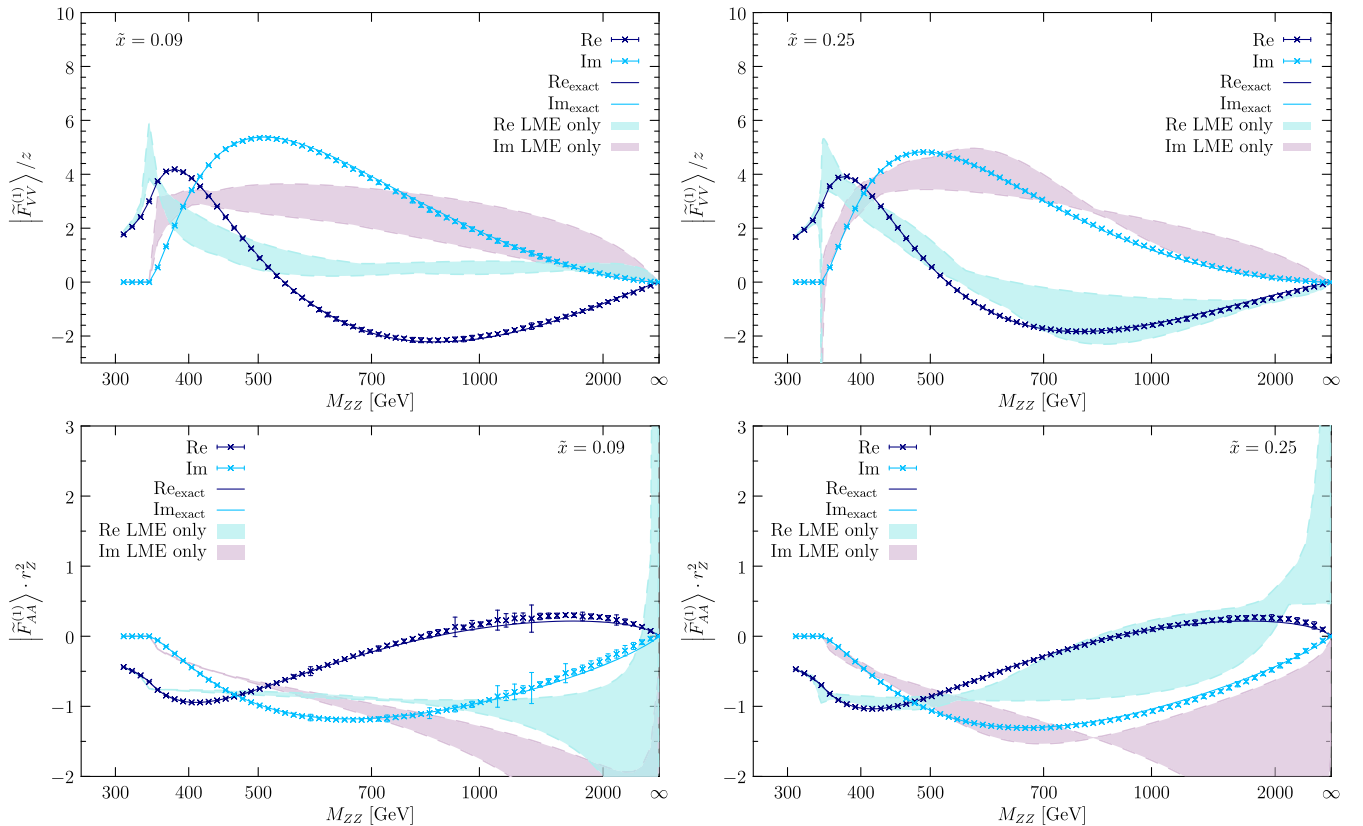 x̃ = 0.09
Re
Im
Re_exact
Im_exact
Re LME only
Im LME only
10
8
6
4
2
0
−2
|F̃_VV^(1)⟩/z
300 400 500 700 1000 2000 ∞
M_ZZ [GeV]
x̃ = 0.25
Re
Im
Re_exact
Im_exact
Re LME only
Im LME only
10
8
6
4
2
0
−2
|F̃_VV^(1)⟩/z
300 400 500 700 1000 2000 ∞
M_ZZ [GeV]
x̃ = 0.09
Re
Im
Re_exact
Im_exact
Re LME only
Im LME only
3
2
1
0
−1
−2
|F̃_AA^(1)⟩ · r_Z^2
300 400 500 700 1000 2000 ∞
M_ZZ [GeV]
x̃ = 0.25
Re
Im
Re_exact
Im_exact
Re LME only
Im LME only
3
2
1
0
−1
−2
|F̃_AA^(1)⟩ · r_Z^2
300 400 500 700 1000 2000 ∞
M_ZZ [GeV]